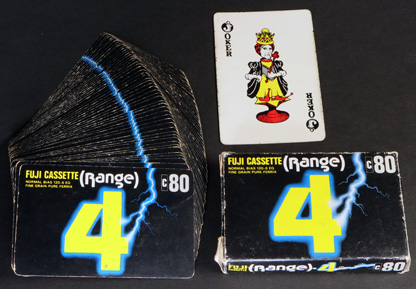 JOKER
JOKER
FUJI CASSETTE (Range)
NORMAL BIAS 120μS EQ
FINE GRAIN PURE FERRIX
C80
4
FUJI CASSETTE (Range)
NORMAL BIAS 120μS EQ
FINE GRAIN PURE FERRIX
C80
4
FUJI (Range)-4 C80